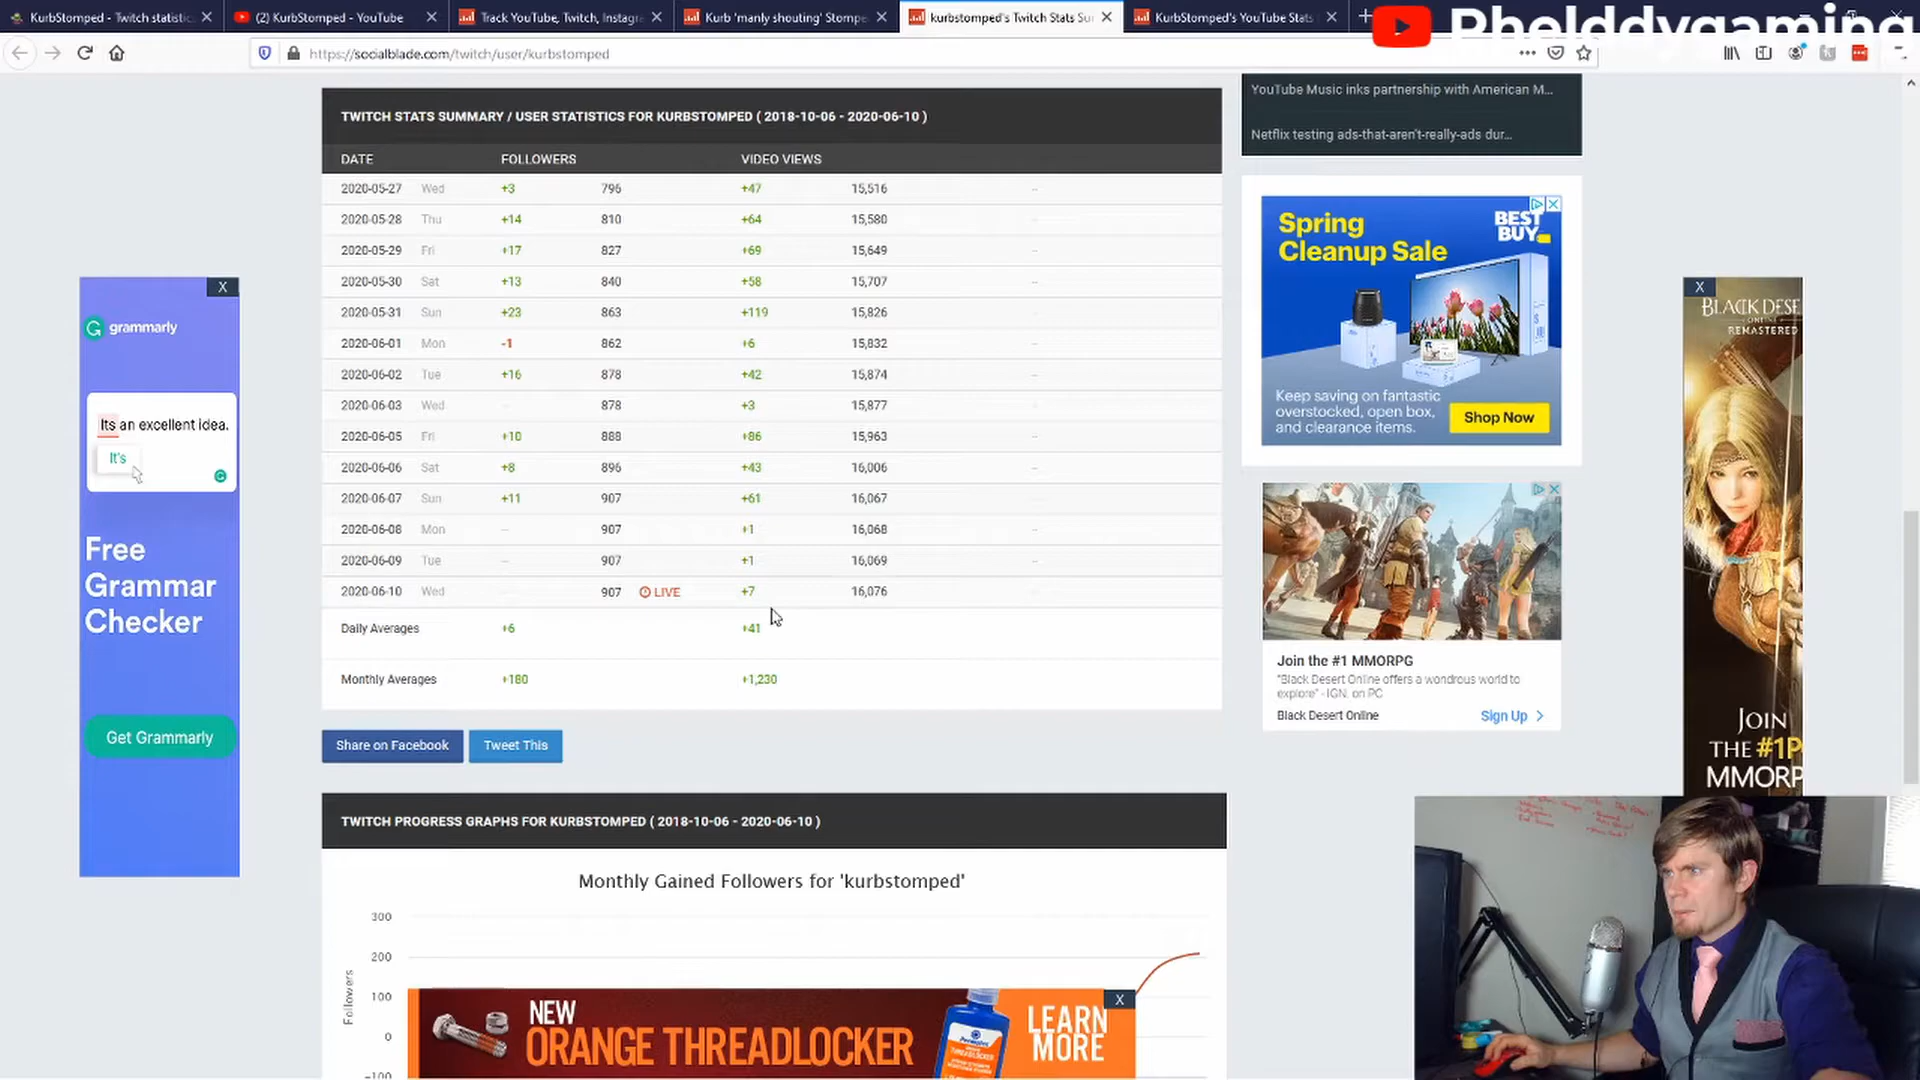 KurbStomped - Twitch statistic
(2) KurbStomped - YouTube
Track YouTube, Twitch, Instagr
Kurb 'manly shouting' Stompe
kurbstomped's Twitch Stats Su
KurbStomped's YouTube Stats
Phelddygaming
https://socialblade.com/twitch/user/kurbstomped
TWITCH STATS SUMMARY / USER STATISTICS FOR KURBSTOMPED ( 2018-10-06 - 2020-06-10 )
DATE FOLLOWERS VIDEO VIEWS
2020-05-27 Wed +3 796 +47 15,516 --
2020-05-28 Thu +14 810 +64 15,580 --
2020-05-29 Fri +17 827 +69 15,649 --
2020-05-30 Sat +13 840 +58 15,707 --
2020-05-31 Sun +23 863 +119 15,826 --
2020-06-01 Mon -1 862 +6 15,832 --
2020-06-02 Tue +16 878 +42 15,874 --
2020-06-03 Wed -- 878 +3 15,877 --
2020-06-05 Fri +10 888 +86 15,963 --
2020-06-06 Sat +8 896 +43 16,006 --
2020-06-07 Sun +11 907 +61 16,067 --
2020-06-08 Mon -- 907 +1 16,068 --
2020-06-09 Tue -- 907 +1 16,069 --
2020-06-10 Wed 907 LIVE +7 16,076
Daily Averages +6 +41
Monthly Averages +180 +1,230
Share on Facebook
Tweet This
TWITCH PROGRESS GRAPHS FOR KURBSTOMPED ( 2018-10-06 - 2020-06-10 )
Monthly Gained Followers for 'kurbstomped'
300
200
100
0
-100
Followers
X
grammarly
Its an excellent idea.
It's
Free
Grammar
Checker
Get Grammarly
YouTube Music inks partnership with American M...
Netflix testing ads-that-aren't-really-ads dur...
Spring
Cleanup Sale
BEST
BUY
Keep saving on fantastic
overstocked, open box,
and clearance items.
Shop Now
Join the #1 MMORPG
"Black Desert Online offers a wondrous world to
explore" - IGN. on PC
Black Desert Online
Sign Up
X
BLACK DESE
ONLINE
REMASTERED
JOIN
THE #1P
MMORP
X
NEW
ORANGE THREADLOCKER
LEARN
MORE
Permatex